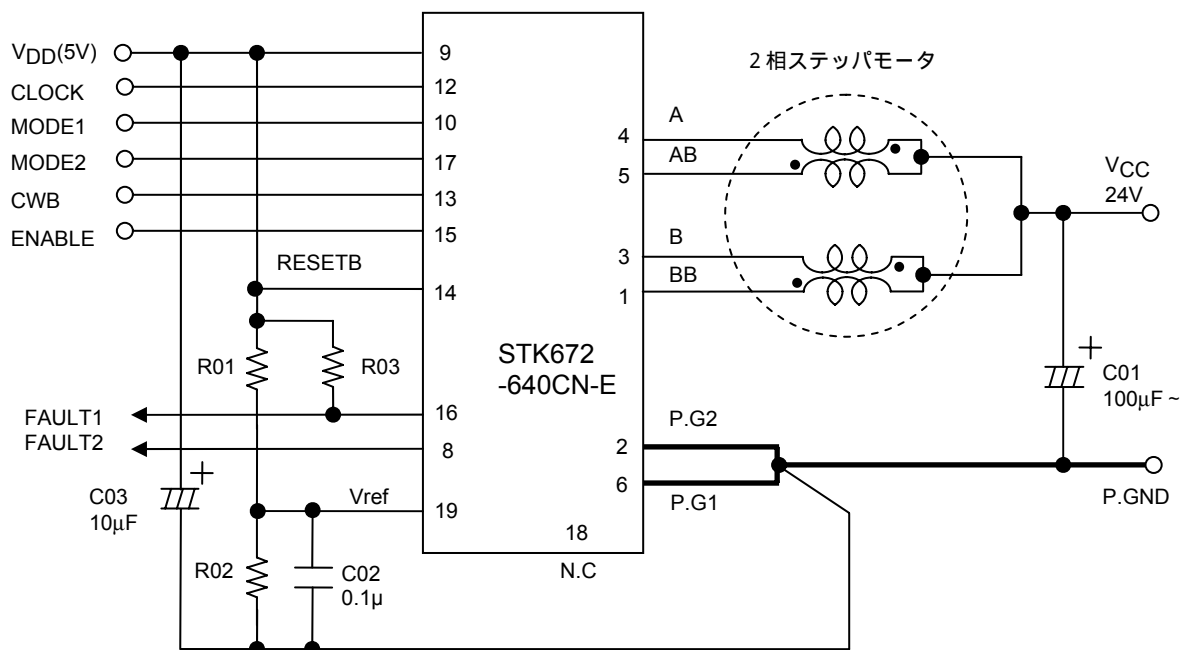 VDD(5V)
CLOCK
MODE1
MODE2
CWB
ENABLE
RESETB
R01
R03
FAULT1
FAULT2
C03
10μF
Vref
R02
C02
0.1μ
9
12
10
17
13
15
14
16
8
19
STK672
-640CN-E
18
N.C
4
5
3
1
2
6
2相ステッパモータ
A
AB
B
BB
P.G2
P.G1
VCC
24V
C01
100μF ~
P.GND